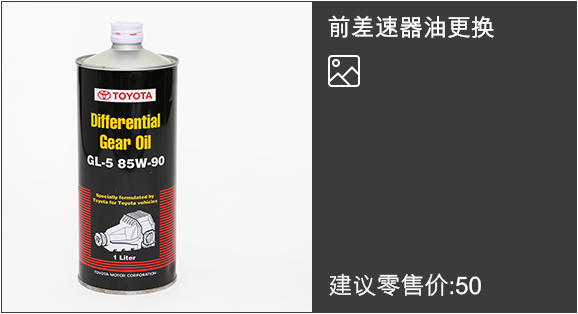 TOYOTA
Differential
Gear Oil
GL-5 85W-90
Specially formulated by
Toyota for Toyota vehicles
1 Liter
TOYOTA MOTOR CORPORATION
前差速器油更换
建议零售价:50